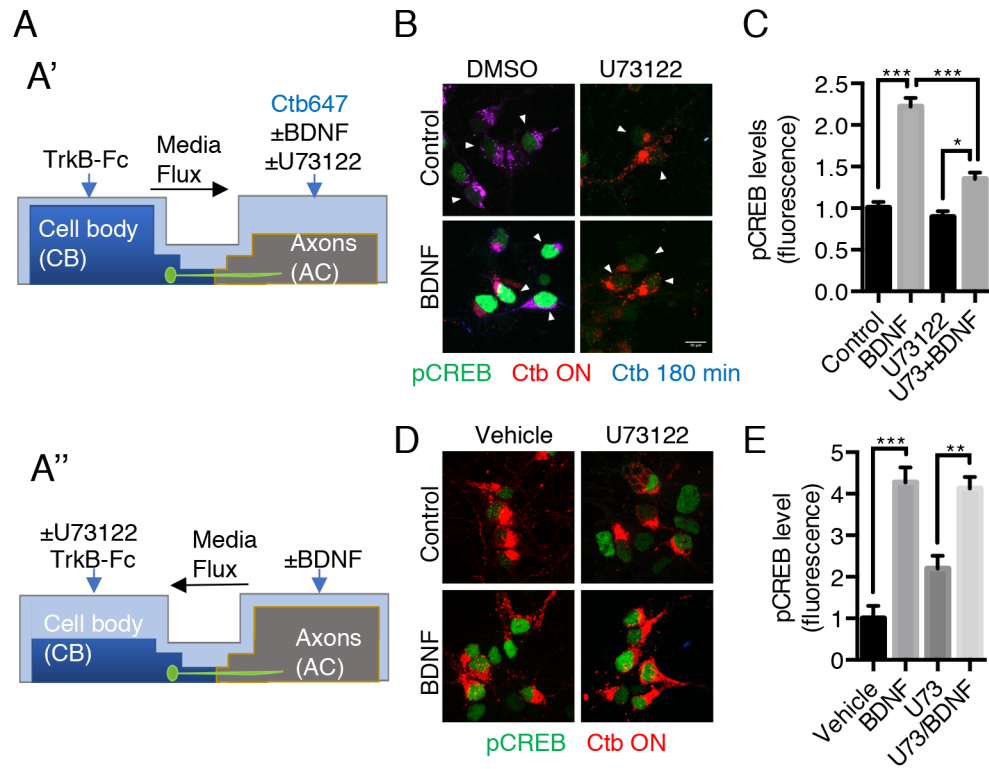 A
A'
Ctb647
±BDNF
±U73122
TrkB-Fc
Media
Flux
Cell body
(CB)
Axons
(AC)
B
DMSO
U73122
Control
BDNF
pCREB Ctb ON Ctb 180 min
C
pCREB levels
(fluorescence)
2.5
2.0
1.5
1.0
0.5
0.0
***
***
*
Control
BDNF
U73122
U73+BDNF
A''
±U73122
TrkB-Fc
Media
Flux
±BDNF
Cell body
(CB)
Axons
(AC)
D
Vehicle
U73122
Control
BDNF
pCREB Ctb ON
E
pCREB level
(fluorescence)
5
4
3
2
1
0
***
**
Vehicle
BDNF
U73
U73/BDNF